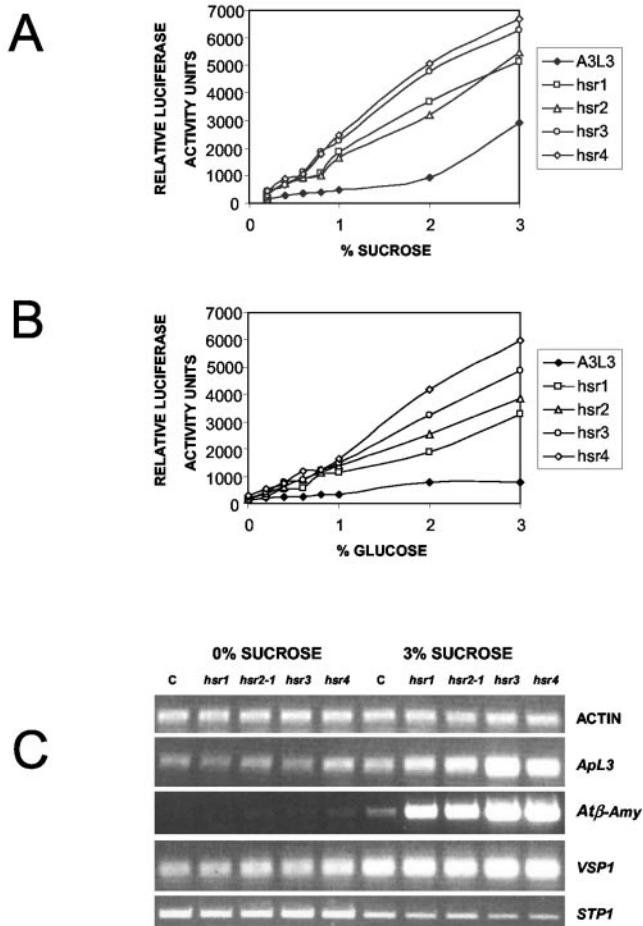 A
RELATIVE LUCIFERASE
ACTIVITY UNITS
7000
6000
5000
4000
3000
2000
1000
0
0 1 2 3
% SUCROSE
A3L3
hsr1
hsr2
hsr3
hsr4
B
RELATIVE LUCIFERASE
ACTIVITY UNITS
7000
6000
5000
4000
3000
2000
1000
0
0 1 2 3
% GLUCOSE
A3L3
hsr1
hsr2
hsr3
hsr4
C
0% SUCROSE 3% SUCROSE
C hsr1 hsr2-1 hsr3 hsr4 C hsr1 hsr2-1 hsr3 hsr4
ACTIN
ApL3
Atβ-Amy
VSP1
STP1